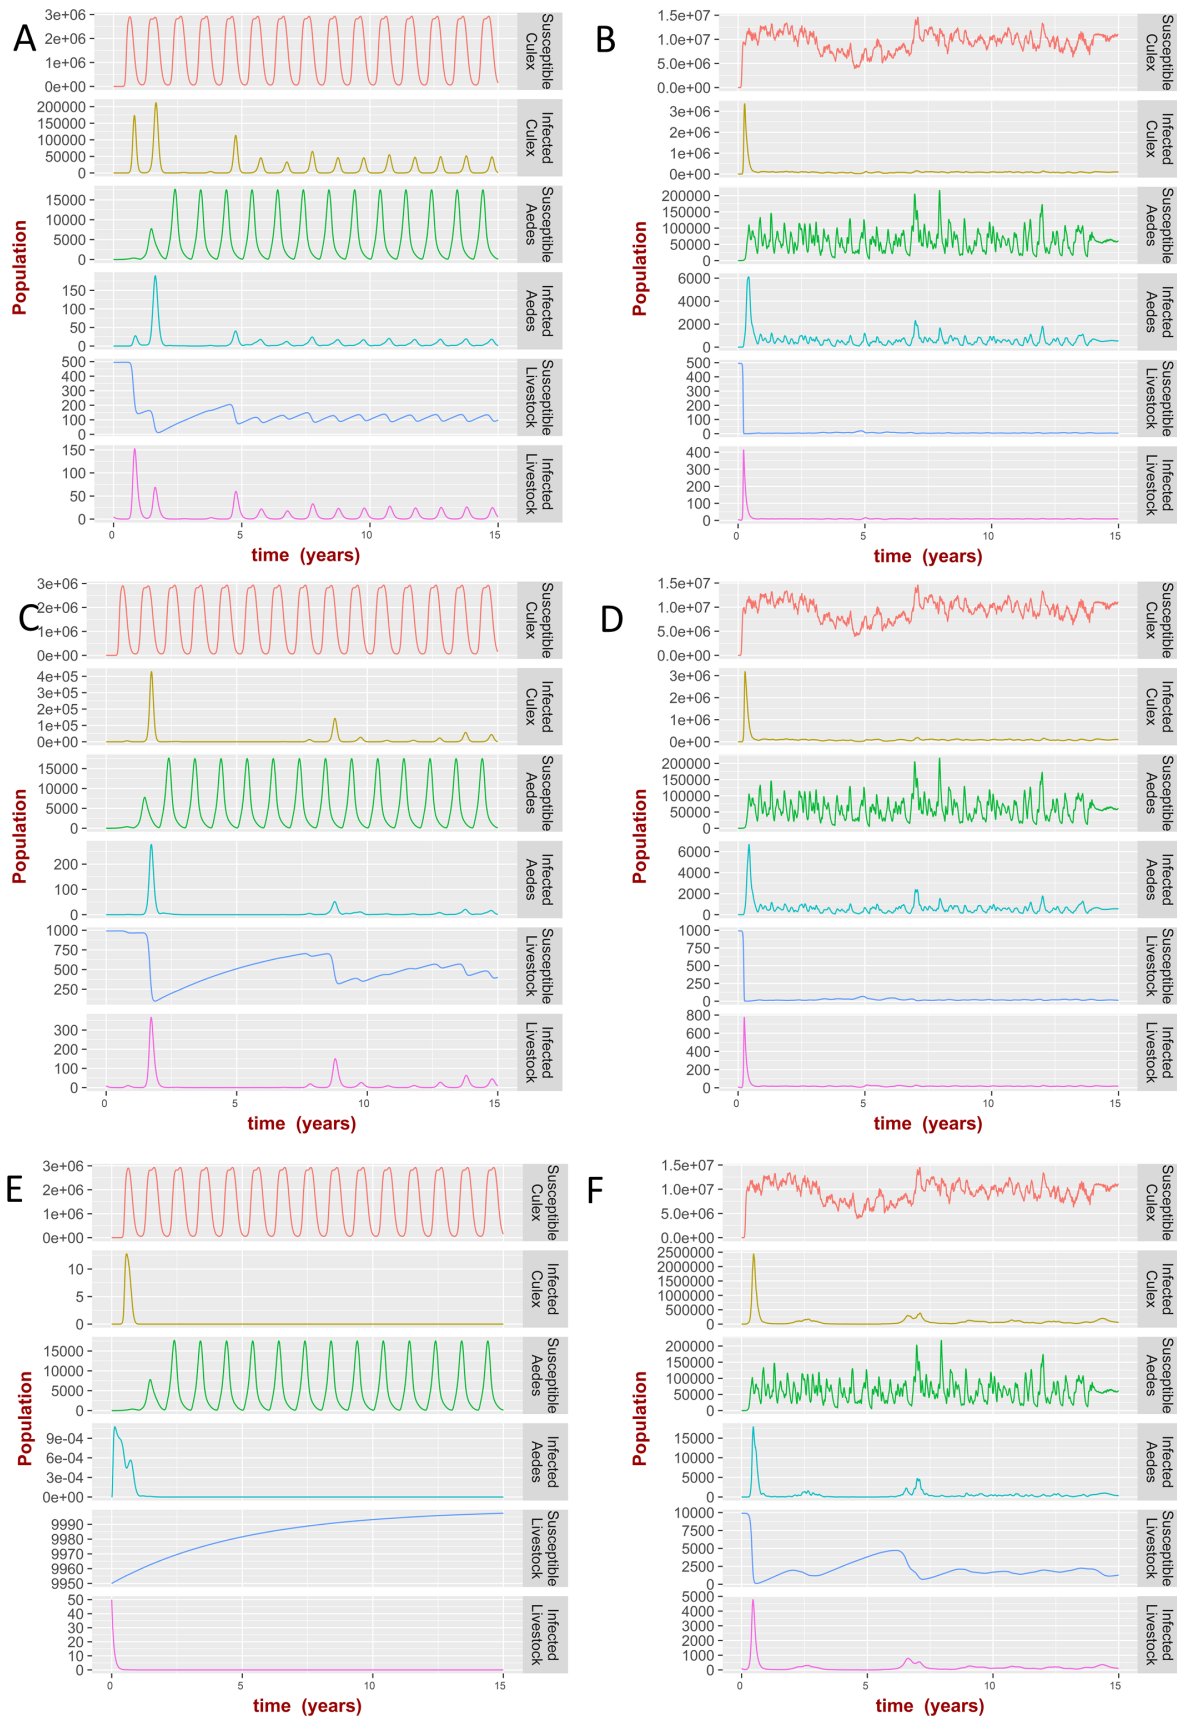 A
Population
3e+06
2e+06
1e+06
0e+00
Susceptible
Culex
200000
150000
100000
50000
0
Infected
Culex
15000
10000
5000
0
Susceptible
Aedes
150
100
50
0
Infected
Aedes
500
400
300
200
100
0
Susceptible
Livestock
150
100
50
0
Infected
Livestock
0 5 10 15
time (years)
B
Population
1.5e+07
1.0e+07
5.0e+06
0.0e+00
Susceptible
Culex
3e+06
2e+06
1e+06
0e+00
Infected
Culex
200000
150000
100000
50000
0
Susceptible
Aedes
6000
4000
2000
0
Infected
Aedes
500
400
300
200
100
0
Susceptible
Livestock
400
300
200
100
0
Infected
Livestock
0 5 10 15
time (years)
C
Population
3e+06
2e+06
1e+06
0e+00
Susceptible
Culex
4e+05
3e+05
2e+05
1e+05
0e+00
Infected
Culex
15000
10000
5000
0
Susceptible
Aedes
200
100
0
Infected
Aedes
1000
750
500
250
Susceptible
Livestock
300
200
100
0
Infected
Livestock
0 5 10 15
time (years)
D
Population
1.5e+07
1.0e+07
5.0e+06
0.0e+00
Susceptible
Culex
3e+06
2e+06
1e+06
0e+00
Infected
Culex
200000
150000
100000
50000
0
Susceptible
Aedes
6000
4000
2000
0
Infected
Aedes
1000
750
500
250
0
Susceptible
Livestock
800
600
400
200
0
Infected
Livestock
0 5 10 15
time (years)
E
Population
3e+06
2e+06
1e+06
0e+00
Susceptible
Culex
10
5
0
Infected
Culex
15000
10000
5000
0
Susceptible
Aedes
9e-04
6e-04
3e-04
0e+00
Infected
Aedes
9990
9980
9970
9960
9950
Susceptible
Livestock
50
40
30
20
10
0
Infected
Livestock
0 5 10 15
time (years)
F
Population
1.5e+07
1.0e+07
5.0e+06
0.0e+00
Susceptible
Culex
2500000
2000000
1500000
1000000
500000
0
Infected
Culex
200000
150000
100000
50000
0
Susceptible
Aedes
15000
10000
5000
0
Infected
Aedes
10000
7500
5000
2500
0
Susceptible
Livestock
5000
4000
3000
2000
1000
0
Infected
Livestock
0 5 10 15
time (years)